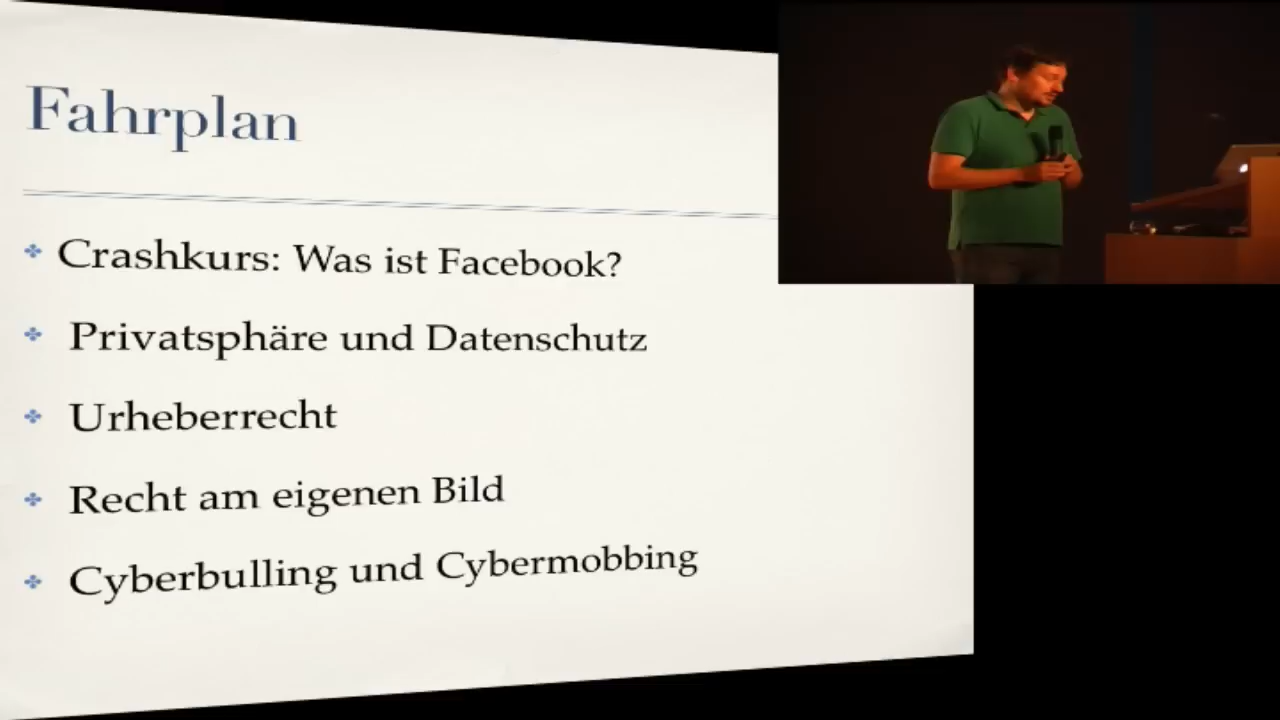 Fahrplan
Crashkurs: Was ist Facebook?
Privatsphäre und Datenschutz
Urheberrecht
Recht am eigenen Bild
Cyberbulling und Cybermobbing